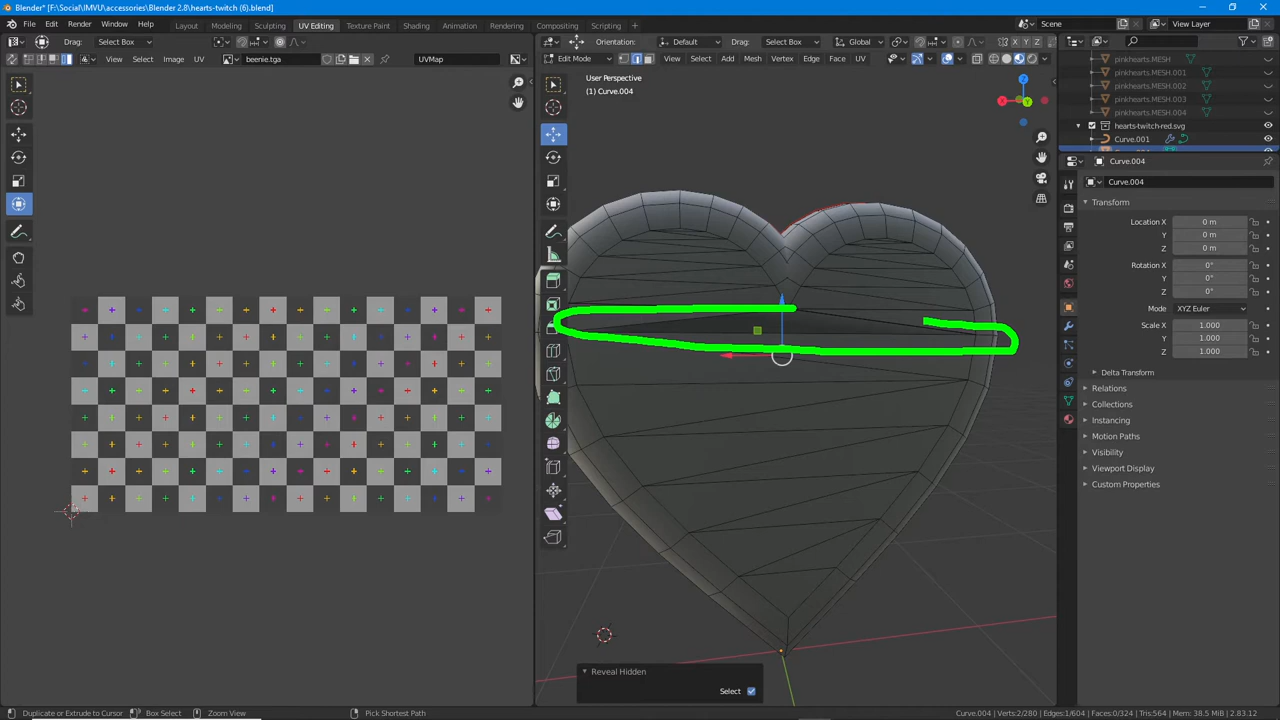 Blender* [F:\Social\IMVU\accessories\Blender 2.8\hearts-twitch (6).blend]
File Edit Render Window Help Layout Modeling Sculpting UV Editing Texture Paint Shading Animation Rendering Compositing Scripting Scene View Layer
Drag: Select Box Orientation: Default Drag: Select Box Global X Y Z Options
View Select Image UV beenie.tga UVMap Edit Mode View Select Add Mesh Vertex Edge Face UV
User Perspective
(1) Curve.004
Z
X
Y
pinkhearts.MESH
pinkhearts.MESH.001
pinkhearts.MESH.002
pinkhearts.MESH.003
pinkhearts.MESH.004
hearts-twitch-red.svg
Curve.001
Curve.004
Curve.004
Transform
Location X 0 m
Y 0 m
Z 0 m
Rotation X 0°
Y 0°
Z 0°
Mode XYZ Euler
Scale X 1.000
Y 1.000
Z 1.000
Delta Transform
Relations
Collections
Instancing
Motion Paths
Visibility
Viewport Display
Custom Properties
Reveal Hidden
Select
Duplicate or Extrude to Cursor Box Select Zoom View Pick Shortest Path Curve.004 | Verts:2/280 | Edges:1/604 | Faces:0/324 | Tris:564 | Mem: 38.5 MiB | 2.83.12